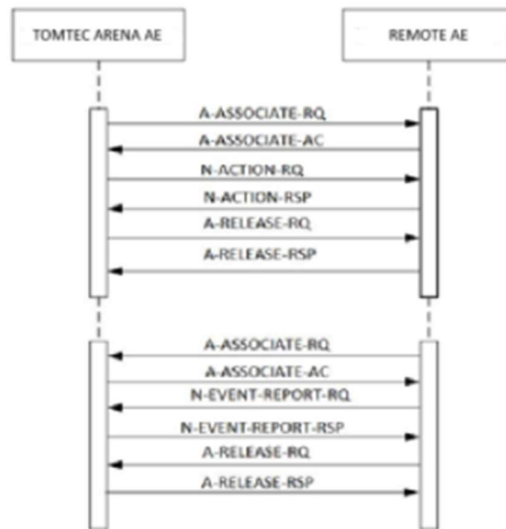 TOMTEC ARENA AE
REMOTE AE
A-ASSOCIATE-RQ
A-ASSOCIATE-AC
N-ACTION-RQ
N-ACTION-RSP
A-RELEASE-RQ
A-RELEASE-RSP
A-ASSOCIATE-RQ
A-ASSOCIATE-AC
N-EVENT-REPORT-RQ
N-EVENT-REPORT-RSP
A-RELEASE-RQ
A-RELEASE-RSP